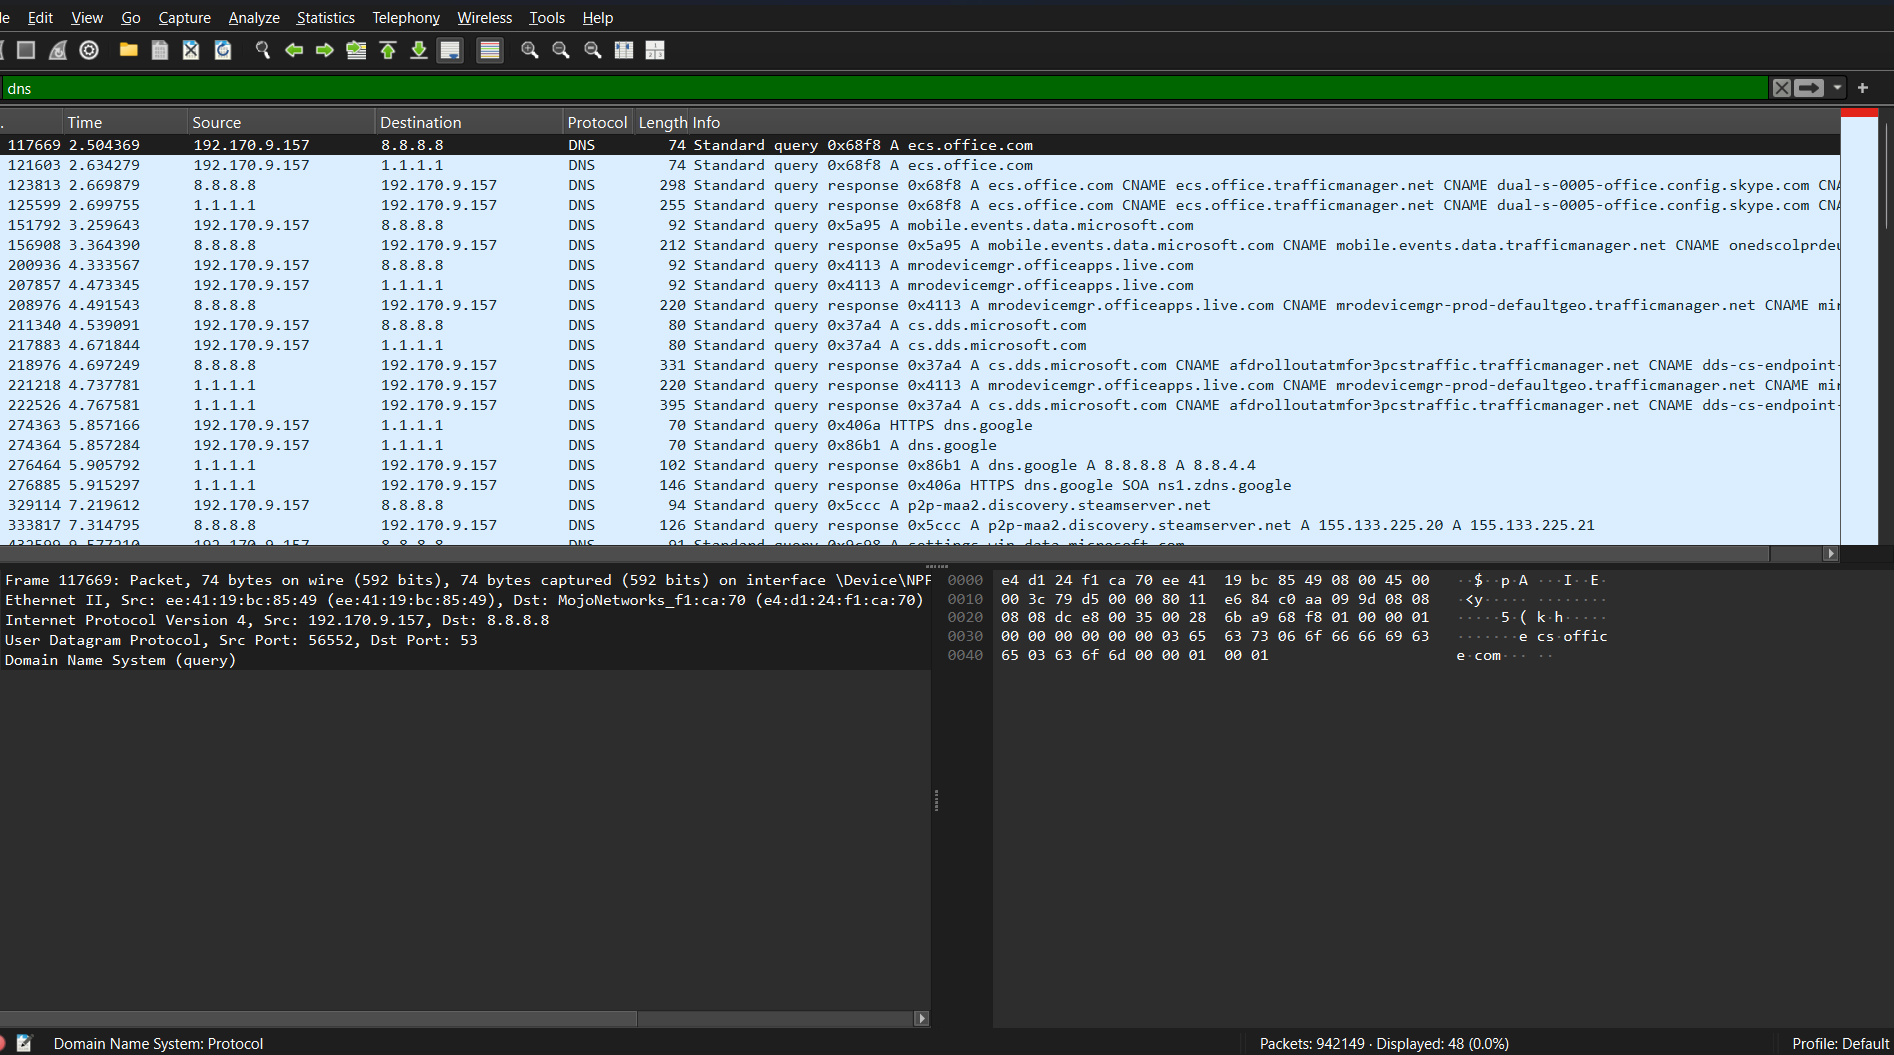 le Edit View Go Capture Analyze Statistics Telephony Wireless Tools Help
dns
. Time Source Destination Protocol Length Info
117669 2.504369 192.170.9.157 8.8.8.8 DNS 74 Standard query 0x68f8 A ecs.office.com
121603 2.634279 192.170.9.157 1.1.1.1 DNS 74 Standard query 0x68f8 A ecs.office.com
123813 2.669879 8.8.8.8 192.170.9.157 DNS 298 Standard query response 0x68f8 A ecs.office.com CNAME ecs.office.trafficmanager.net CNAME dual-s-0005-office.config.skype.com CNA
125599 2.699755 1.1.1.1 192.170.9.157 DNS 255 Standard query response 0x68f8 A ecs.office.com CNAME ecs.office.trafficmanager.net CNAME dual-s-0005-office.config.skype.com CNA
151792 3.259643 192.170.9.157 8.8.8.8 DNS 92 Standard query 0x5a95 A mobile.events.data.microsoft.com
156908 3.364390 8.8.8.8 192.170.9.157 DNS 212 Standard query response 0x5a95 A mobile.events.data.microsoft.com CNAME mobile.events.data.trafficmanager.net CNAME onedscolprdeu
200936 4.333567 192.170.9.157 8.8.8.8 DNS 92 Standard query 0x4113 A mrodevicemgr.officeapps.live.com
207857 4.473345 192.170.9.157 1.1.1.1 DNS 92 Standard query 0x4113 A mrodevicemgr.officeapps.live.com
208976 4.491543 8.8.8.8 192.170.9.157 DNS 220 Standard query response 0x4113 A mrodevicemgr.officeapps.live.com CNAME mrodevicemgr-prod-defaultgeo.trafficmanager.net CNAME mir
211340 4.539091 192.170.9.157 8.8.8.8 DNS 80 Standard query 0x37a4 A cs.dds.microsoft.com
217883 4.671844 192.170.9.157 1.1.1.1 DNS 80 Standard query 0x37a4 A cs.dds.microsoft.com
218976 4.697249 8.8.8.8 192.170.9.157 DNS 331 Standard query response 0x37a4 A cs.dds.microsoft.com CNAME afdrolloutatmfor3pcstraffic.trafficmanager.net CNAME dds-cs-endpoint-
221218 4.737781 1.1.1.1 192.170.9.157 DNS 220 Standard query response 0x4113 A mrodevicemgr.officeapps.live.com CNAME mrodevicemgr-prod-defaultgeo.trafficmanager.net CNAME mir
222526 4.767581 1.1.1.1 192.170.9.157 DNS 395 Standard query response 0x37a4 A cs.dds.microsoft.com CNAME afdrolloutatmfor3pcstraffic.trafficmanager.net CNAME dds-cs-endpoint-
274363 5.857166 192.170.9.157 1.1.1.1 DNS 70 Standard query 0x406a HTTPS dns.google
274364 5.857284 192.170.9.157 1.1.1.1 DNS 70 Standard query 0x86b1 A dns.google
276464 5.905792 1.1.1.1 192.170.9.157 DNS 102 Standard query response 0x86b1 A dns.google A 8.8.8.8 A 8.8.4.4
276885 5.915297 1.1.1.1 192.170.9.157 DNS 146 Standard query response 0x406a HTTPS dns.google SOA ns1.zdns.google
329114 7.219612 192.170.9.157 8.8.8.8 DNS 94 Standard query 0x5ccc A p2p-maa2.discovery.steamserver.net
333817 7.314795 8.8.8.8 192.170.9.157 DNS 126 Standard query response 0x5ccc A p2p-maa2.discovery.steamserver.net A 155.133.225.20 A 155.133.225.21
432599 9.577210 192.170.9.157 8.8.8.8 DNS 91 Standard query 0x9c98 A settings-win.data.microsoft.com
Frame 117669: Packet, 74 bytes on wire (592 bits), 74 bytes captured (592 bits) on interface \Device\NPF
Ethernet II, Src: ee:41:19:bc:85:49 (ee:41:19:bc:85:49), Dst: MojoNetworks_f1:ca:70 (e4:d1:24:f1:ca:70)
Internet Protocol Version 4, Src: 192.170.9.157, Dst: 8.8.8.8
User Datagram Protocol, Src Port: 56552, Dst Port: 53
Domain Name System (query)
0000 e4 d1 24 f1 ca 70 ee 41 19 bc 85 49 08 00 45 00 ··$··p·A ···I··E·
0010 00 3c 79 d5 00 00 80 11 e6 84 c0 aa 09 9d 08 08 ·<y····· ········
0020 08 08 dc e8 00 35 00 28 6b a9 68 f8 01 00 00 01 ·····5·( k·h·····
0030 00 00 00 00 00 00 03 65 63 73 06 6f 66 66 69 63 ·······e cs·offic
0040 65 03 63 6f 6d 00 00 01 00 01 e·com··· ··
Domain Name System: Protocol
Packets: 942149 · Displayed: 48 (0.0%)
Profile: Default